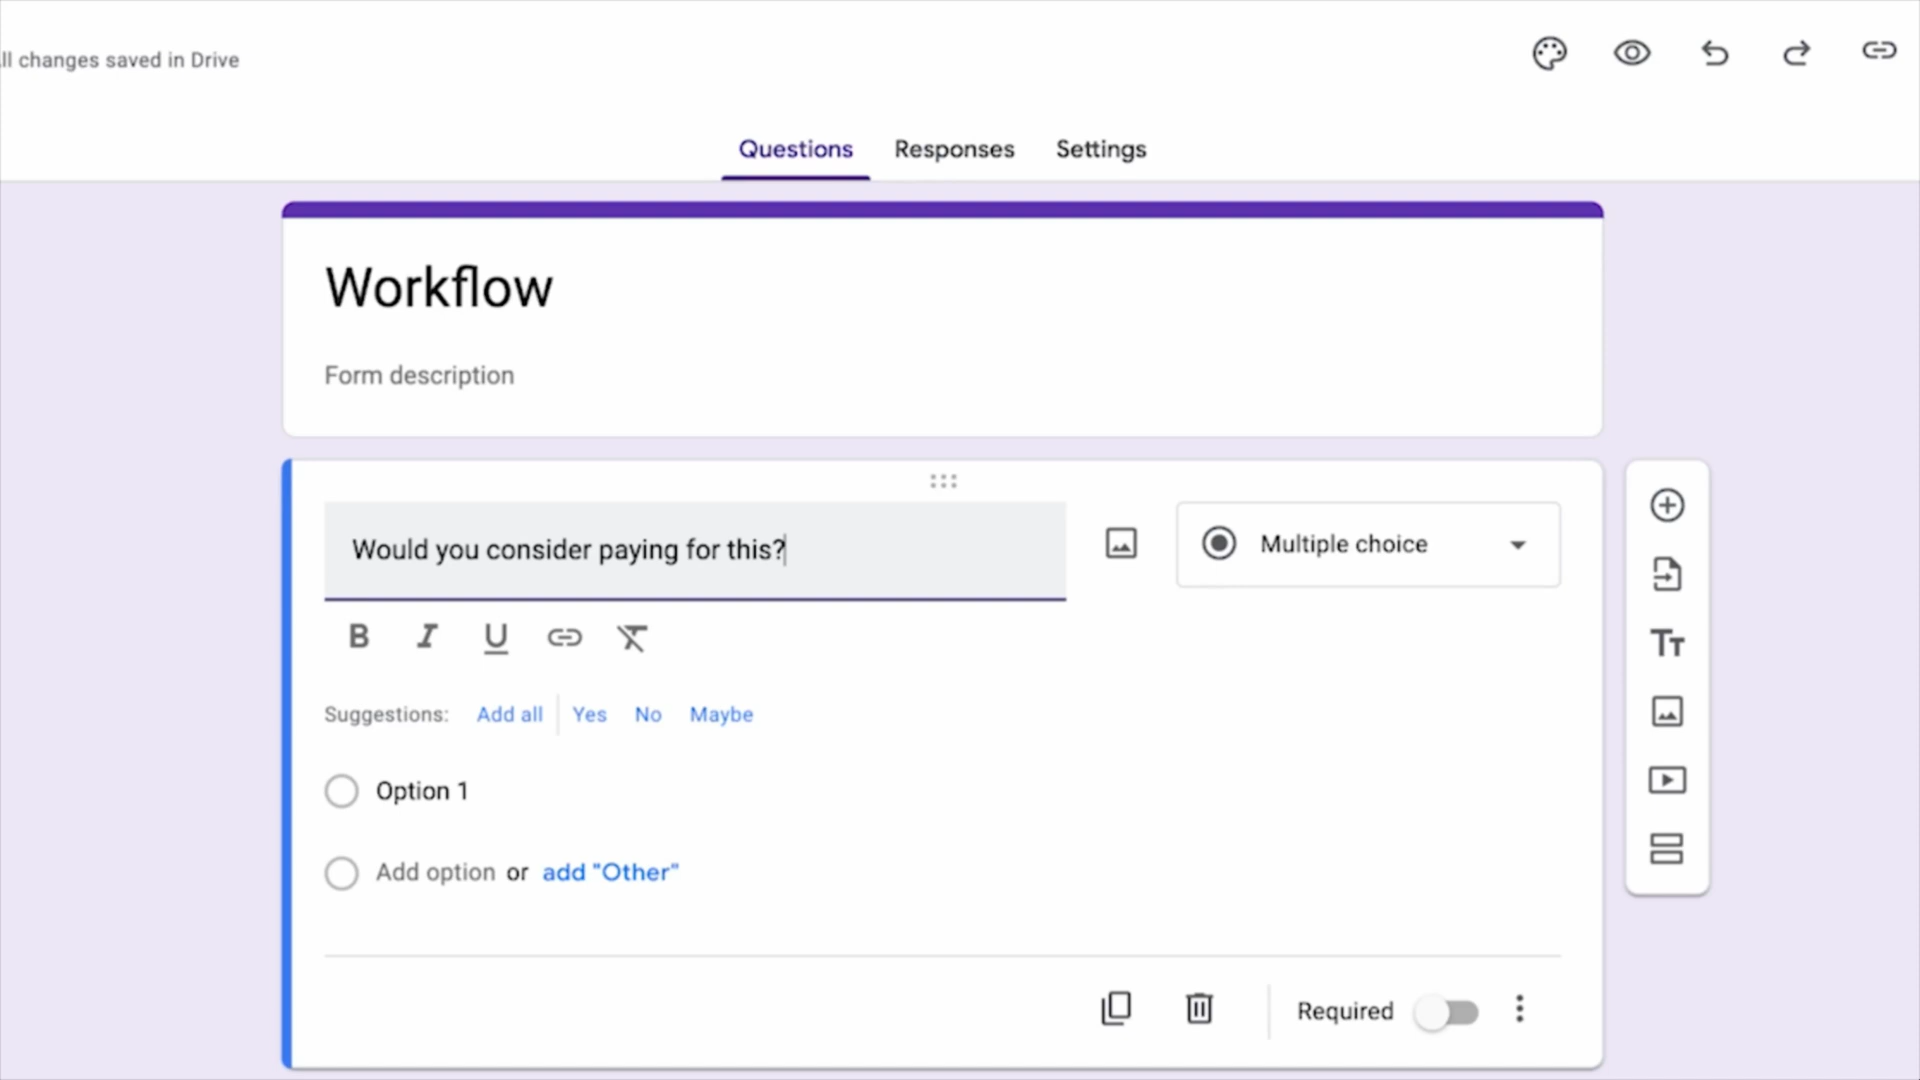 ll changes saved in Drive
Questions Responses Settings
Workflow
Form description
Would you consider paying for this?
Multiple choice
B I U
Suggestions: Add all Yes No Maybe
Option 1
Add option or add "Other"
Required
Tт